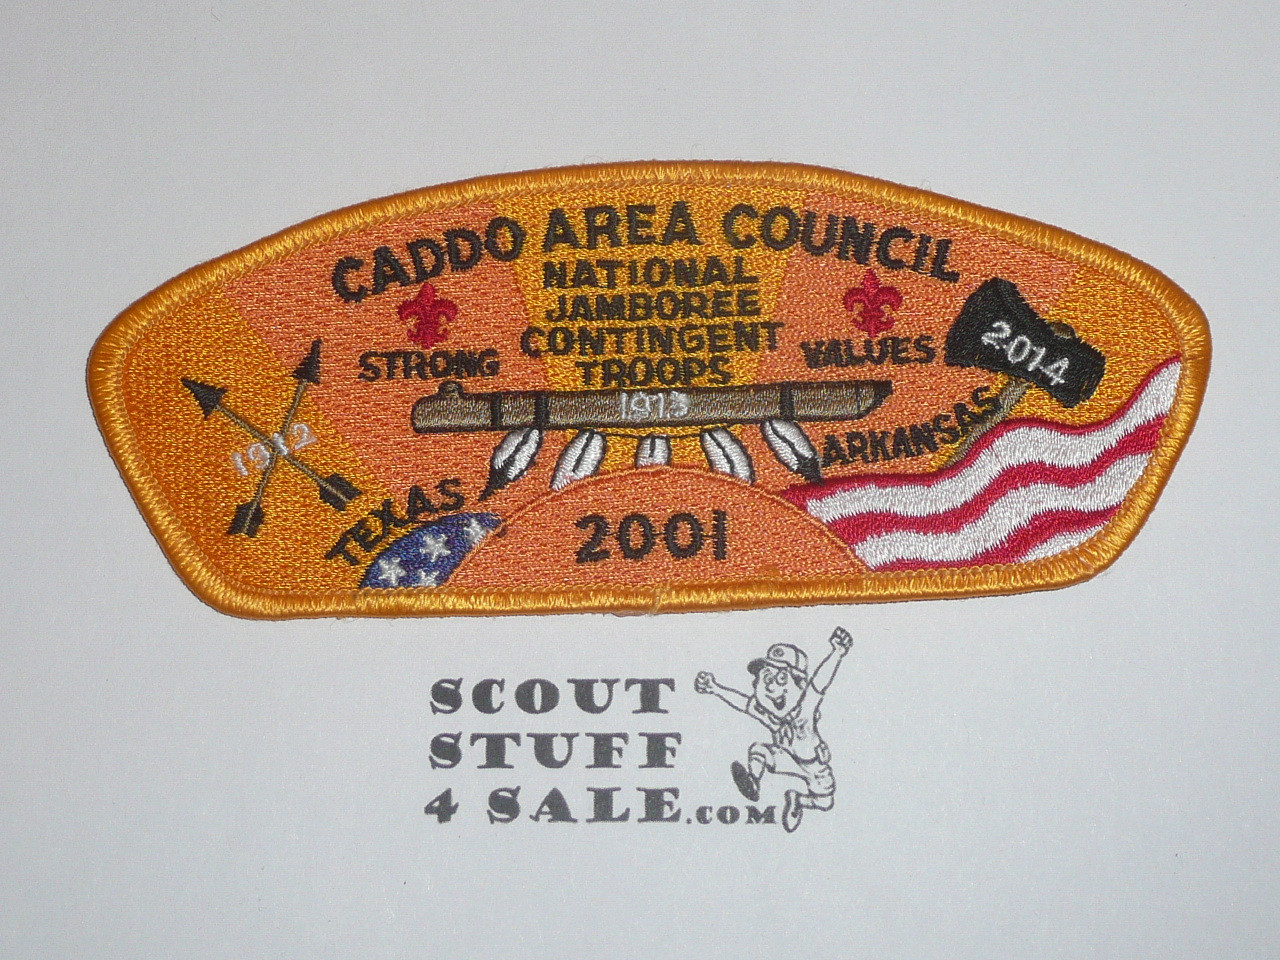 CADDO AREA COUNCIL
NATIONAL
JAMBOREE
CONTINGENT
TROOPS
STRONG
VALUES
2014
1913
1912
TEXAS
ARKANSAS
2001
SCOUT
STUFF
4 SALE.COM